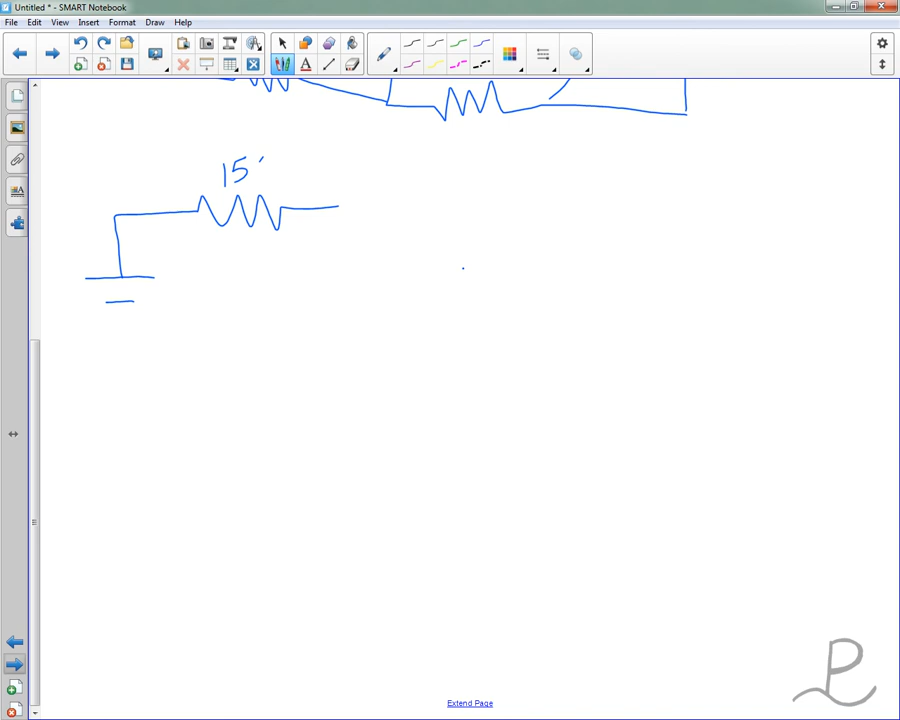 Untitled * - SMART Notebook
File Edit View Insert Format Draw Help
15
Extend Page